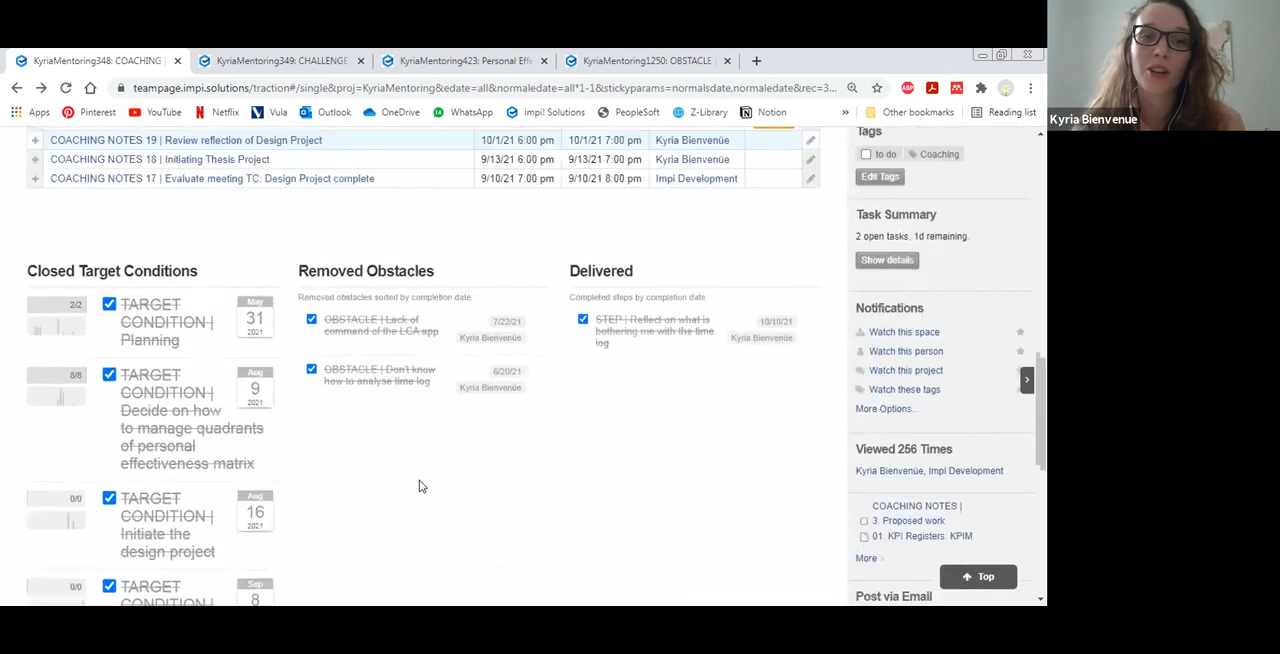 KyriaMentoring348: COACHING
KyriaMentoring349: CHALLENGE
KyriaMentoring423: Personal Eff
KyriaMentoring1250: OBSTACLE
teampage.impi.solutions/traction#/single&proj=KyriaMentoring&edate=all&normaledate=all*1-1&stickyparams=normalsdate,normaledate&rec=3...
Apps
Pinterest
YouTube
Netflix
Vula
Outlook
OneDrive
WhatsApp
impi! Solutions
PeopleSoft
Z-Library
Notion
»
Other bookmarks
Reading list
Kyria Bienvenue
COACHING NOTES 19 | Review reflection of Design Project 10/1/21 6:00 pm 10/1/21 7:00 pm Kyria Bienvenüe
COACHING NOTES 18 | Initiating Thesis Project 9/13/21 6:00 pm 9/13/21 7:00 pm Kyria Bienvenüe
COACHING NOTES 17 | Evaluate meeting TC: Design Project complete 9/10/21 7:00 pm 9/10/21 8:00 pm Impi Development
Closed Target Conditions
2/2
TARGET
CONDITION |
Planning
May
31
2021
8/8
TARGET
CONDITION |
Decide on how
to manage quadrants
of personal
effectiveness matrix
Aug
9
2021
0/0
TARGET
CONDITION |
Initiate the
design project
Aug
16
2021
0/0
TARGET
CONDITION |
Sep
8
Removed Obstacles
Removed obstacles sorted by completion date.
OBSTACLE | Lack of
command of the LCA app
7/22/21
Kyria Bienvenüe
OBSTACLE | Don't know
how to analyse time log
6/20/21
Kyria Bienvenüe
Delivered
Completed steps by completion date.
STEP | Reflect on what is
bothering me with the time
log
10/10/21
Kyria Bienvenüe
Tags
to do
Coaching
Edit Tags
Task Summary
2 open tasks, 1d remaining.
Show details
Notifications
Watch this space
Watch this person
Watch this project
Watch these tags
More Options...
Viewed 256 Times
Kyria Bienvenüe, Impi Development
COACHING NOTES |
3. Proposed work
01 KPI Registers: KPIM
More
Top
Post via Email